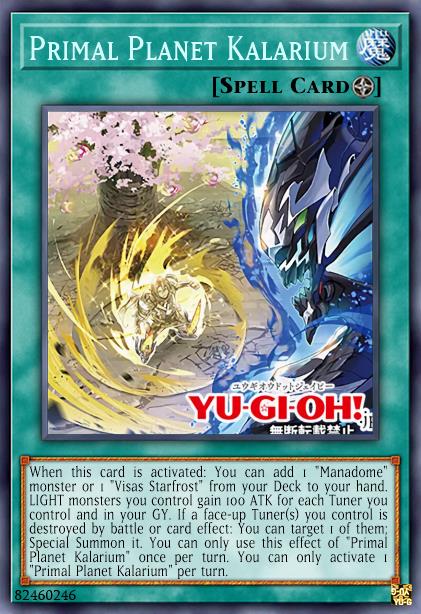 PRIMAL PLANET KALARIUM
魔
[SPELL CARD]
ユウギオウドットジェイピー
YU-GI-OH!
無断転載禁止
When this card is activated: You can add 1 "Manadome"
monster or 1 "Visas Starfrost" from your Deck to your hand.
LIGHT monsters you control gain 100 ATK for each Tuner you
control and in your GY. If a face-up Tuner(s) you control is
destroyed by battle or card effect: You can target 1 of them;
Special Summon it. You can only use this effect of "Primal
Planet Kalarium" once per turn. You can only activate 1
"Primal Planet Kalarium" per turn.
82460246